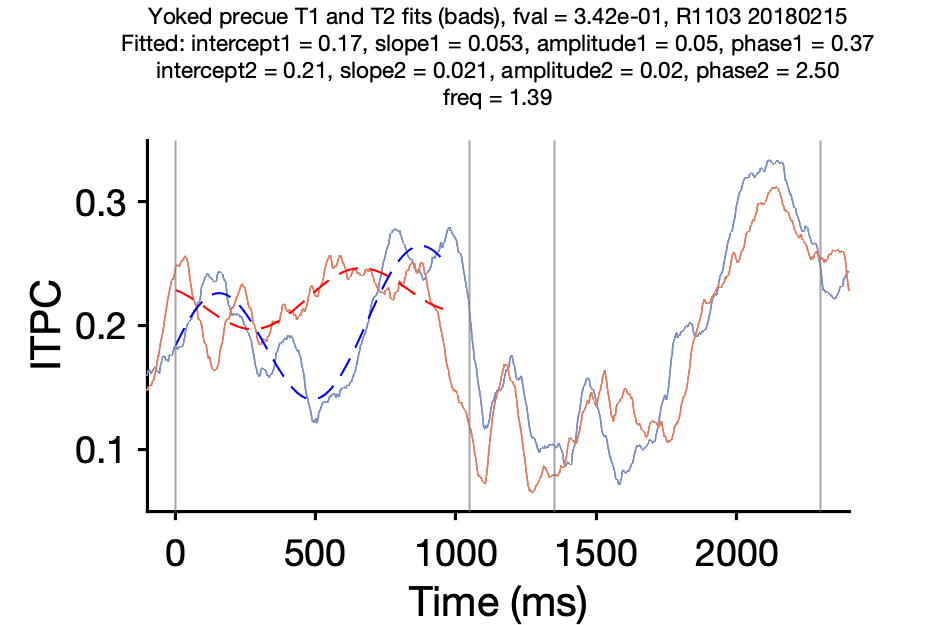 Yoked precue T1 and T2 fits (bads), fval = 3.42e-01, R1103 20180215
Fitted: intercept1 = 0.17, slope1 = 0.053, amplitude1 = 0.05, phase1 = 0.37
intercept2 = 0.21, slope2 = 0.021, amplitude2 = 0.02, phase2 = 2.50
freq = 1.39
0.3
0.2
0.1
ITPC
0 500 1000 1500 2000
Time (ms)